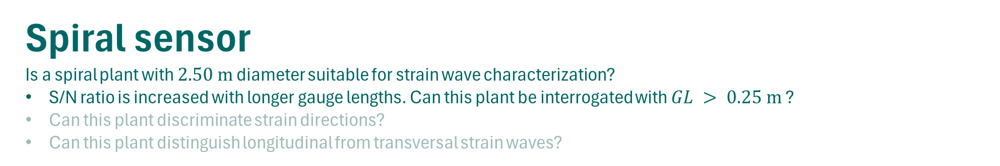 Spiral sensor
Is a spiral plant with 2.50 m diameter suitable for strain wave characterization?
• S/N ratio is increased with longer gauge lengths. Can this plant be interrogated with GL > 0.25 m ?
• Can this plant discriminate strain directions?
• Can this plant distinguish longitudinal from transversal strain waves?